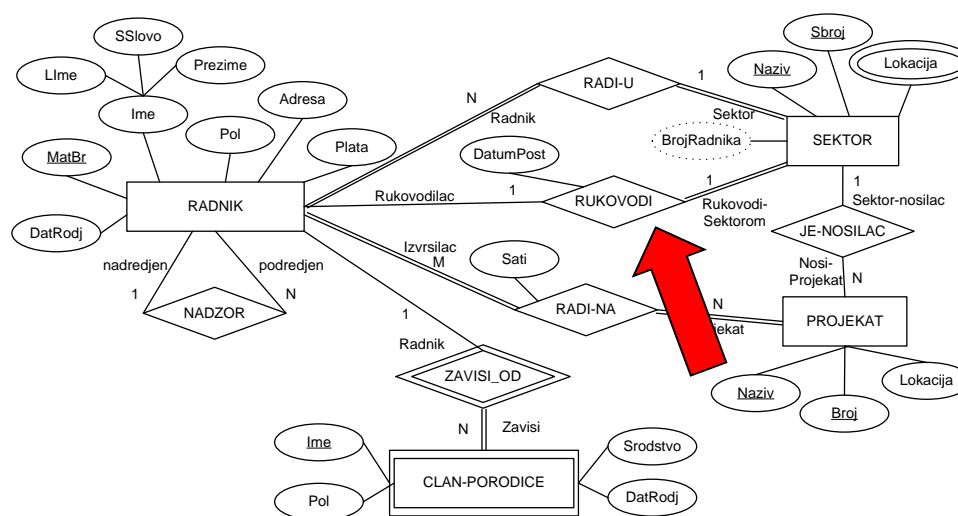 SSlovo
LIme
Prezime
Ime
Adresa
Pol
MatBr
Plata
RADNIK
DatRodj
nadredjen
podredjen
1
N
NADZOR
N
Radnik
RADI-U
1
Sektor
Naziv
Sbroj
Lokacija
BrojRadnika
SEKTOR
DatumPost
Rukovodilac
1
RUKOVODI
1
Rukovodi-
Sektorom
1
Sektor-nosilac
JE-NOSILAC
Nosi-
Projekat
N
Izvrsilac
M
Sati
RADI-NA
N
PROJEKAT
Naziv
Broj
Lokacija
1
Radnik
ZAVISI_OD
N
Zavisi
Ime
Pol
CLAN-PORODICE
Srodstvo
DatRodj